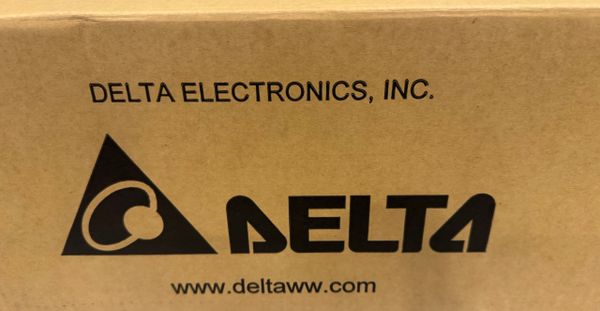 DELTA ELECTRONICS, INC.
DELTA
www.deltaww.com